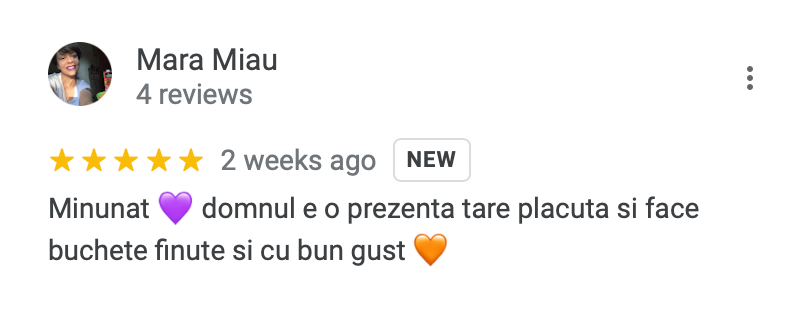 Mara Miau
4 reviews
2 weeks ago NEW
Minunat 💜 domnul e o prezenta tare placuta si face
buchete finute si cu bun gust 🧡